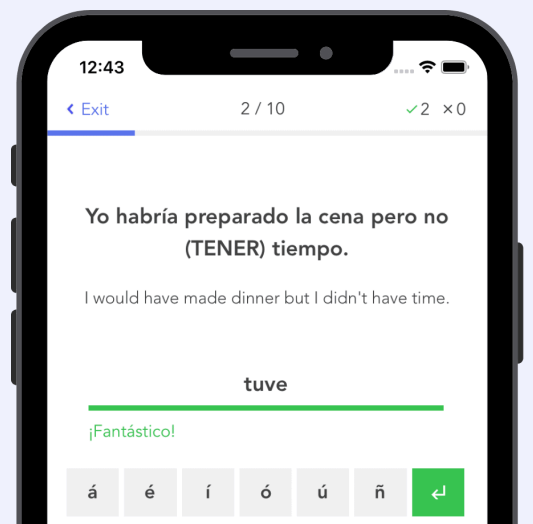 12:43
Exit 2 / 10 ✓2 ×0
Yo habría preparado la cena pero no
(TENER) tiempo.
I would have made dinner but I didn't have time.
tuve
¡Fantástico!
á é í ó ú ñ